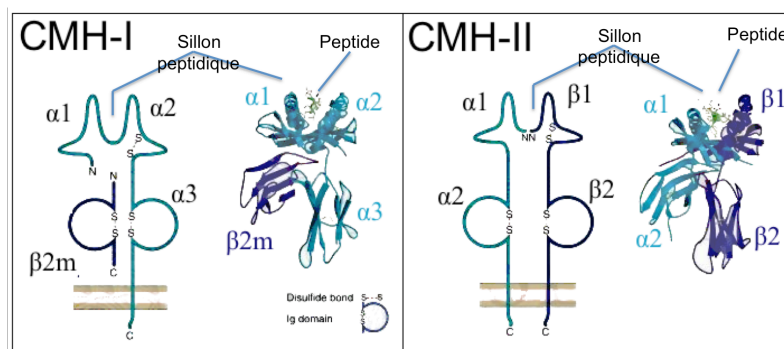 CMH-I
Sillon
peptidique
Peptide
α1
α2
α1
α2
S
S
N
N
α3
S S
S S
β2m
α3
β2m
C
C
Disulfide bond S---S
Ig domain
S
S
CMH-II
Sillon
peptidique
Peptide
α1
β1
α1
β1
NN
S
S
α2
β2
S S
S S
α2
β2
C C